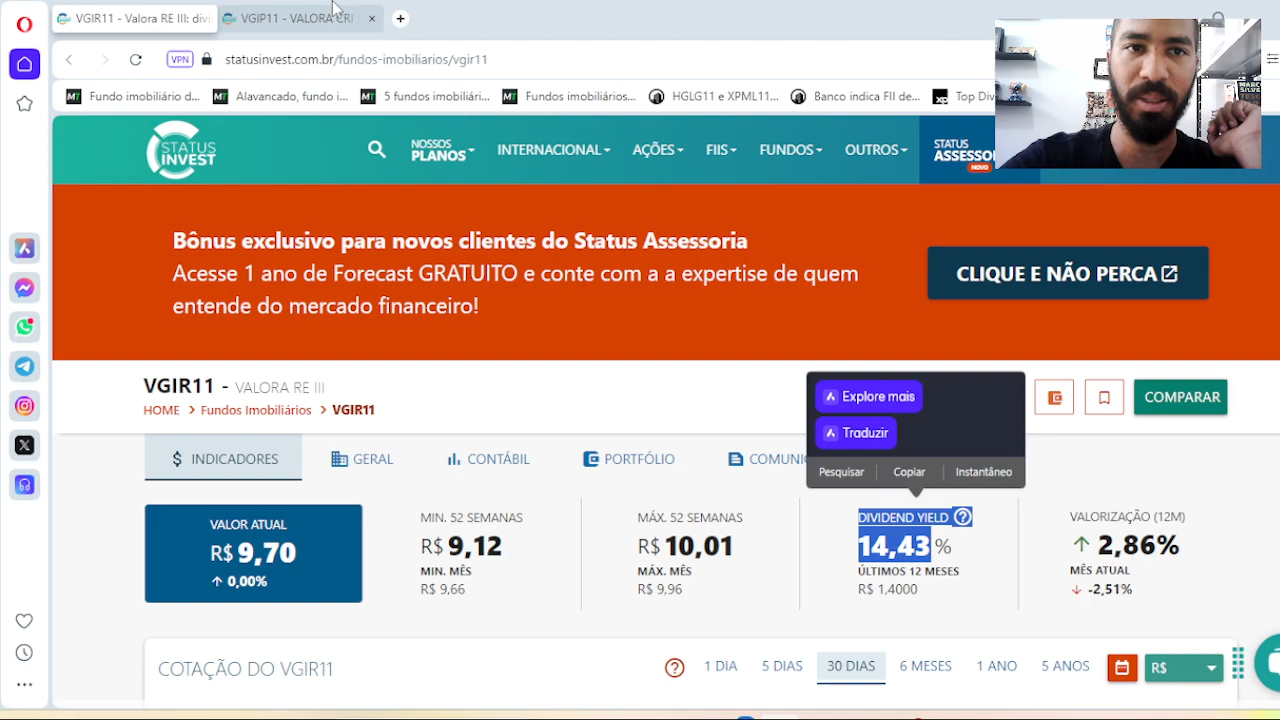 VGIR11 - Valora RE III: divi
VGIP11 - VALORA CRI
VPN
statusinvest.com.br/fundos-imobiliarios/vgir11
Fundo imobiliário d...
Alavancado, fundo i...
5 fundos imobiliári...
Fundos imobiliários...
HGLG11 e XPML11...
Banco indica FII de...
Top Div
STATUS
INVEST
NOSSOS
PLANOS
INTERNACIONAL
AÇÕES
FIIS
FUNDOS
OUTROS
STATUS
ASSESSO
NOVO
Bônus exclusivo para novos clientes do Status Assessoria
Acesse 1 ano de Forecast GRATUITO e conte com a a expertise de quem
entende do mercado financeiro!
CLIQUE E NÃO PERCA
VGIR11 - VALORA RE III
HOME > Fundos Imobiliários > VGIR11
Explore mais
Traduzir
Pesquisar
Copiar
Instantâneo
COMPARAR
INDICADORES
GERAL
CONTÁBIL
PORTFÓLIO
COMUNI
VALOR ATUAL
R$ 9,70
0,00%
MIN. 52 SEMANAS
R$ 9,12
MIN. MÊS
R$ 9,66
MÁX. 52 SEMANAS
R$ 10,01
MÁX. MÊS
R$ 9,96
DIVIDEND YIELD
14,43 %
ÚLTIMOS 12 MESES
R$ 1,4000
VALORIZAÇÃO (12M)
2,86%
MÊS ATUAL
-2,51%
COTAÇÃO DO VGIR11
1 DIA
5 DIAS
30 DIAS
6 MESES
1 ANO
5 ANOS
R$